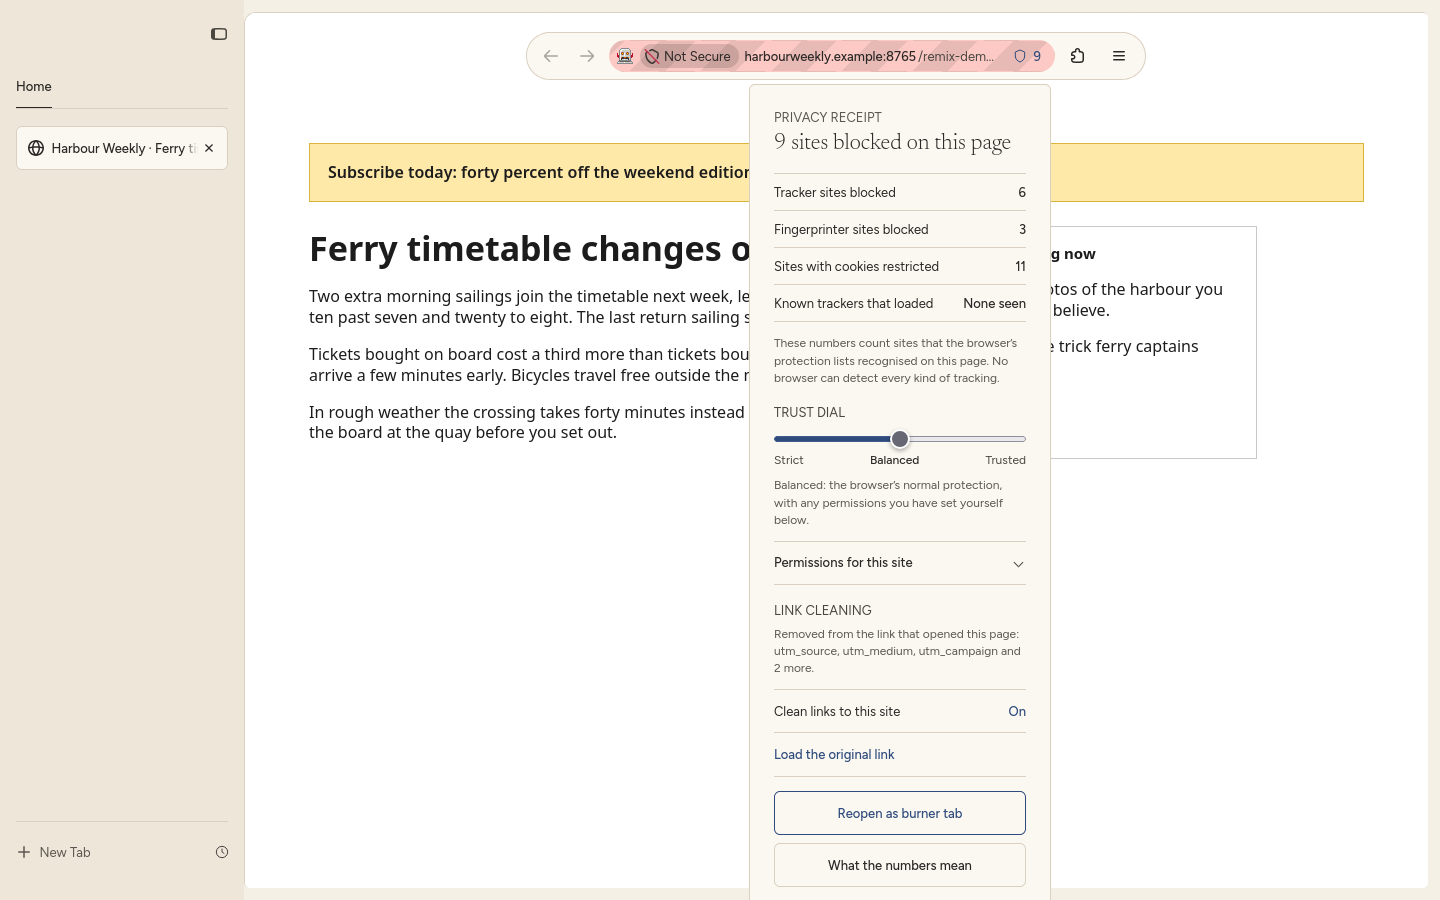 Not Secure harbourweekly.example:8765/remix-dem… 9
Home
Harbour Weekly · Ferry
Subscribe today: forty percent off the weekend edition
Ferry timetable changes
Two extra morning sailings join the timetable next week,
ten past seven and twenty to eight. The last return sailing
Tickets bought on board cost a third more than tickets
arrive a few minutes early. Bicycles travel free outside the
In rough weather the crossing takes forty minutes instead
the board at the quay before you set out.
PRIVACY RECEIPT
9 sites blocked on this page
Tracker sites blocked 6
Fingerprinter sites blocked 3
Sites with cookies restricted 11
Known trackers that loaded None seen
These numbers count sites that the browser's
protection lists recognised on this page. No
browser can detect every kind of tracking.
TRUST DIAL
Strict Balanced Trusted
Balanced: the browser's normal protection,
with any permissions you have set yourself
below.
Permissions for this site
LINK CLEANING
Removed from the link that opened this page:
utm_source, utm_medium, utm_campaign and
2 more.
Clean links to this site On
Load the original link
Reopen as burner tab
What the numbers mean
now
of the harbour you
believe.
trick ferry captains
New Tab